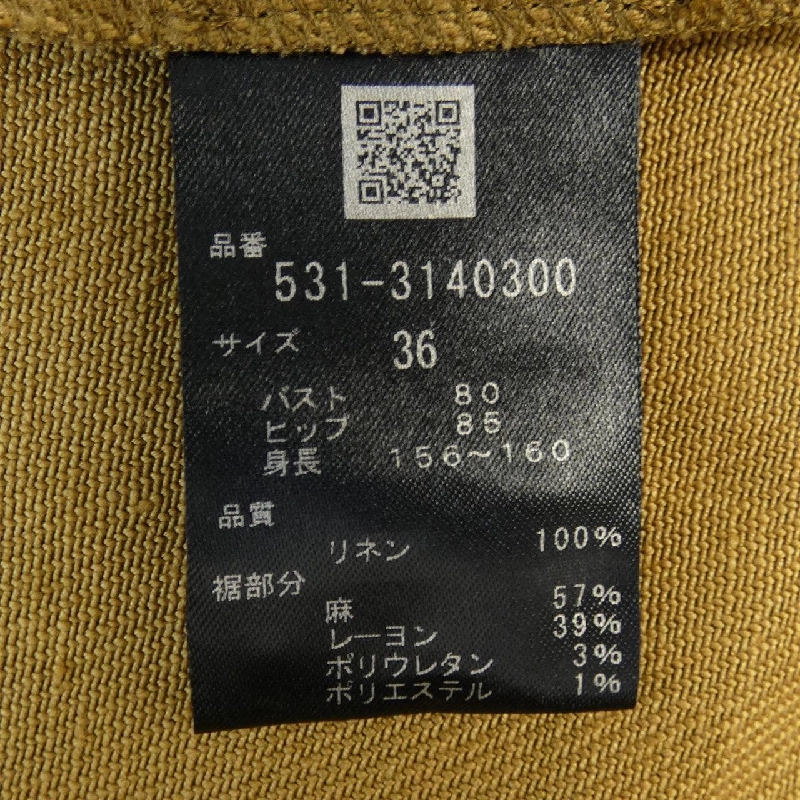 品番
531-3140300
サイズ 36
バスト 80
ヒップ 85
身長 156～160
品質
リネン 100%
裾部分
麻 57%
レーヨン 39%
ポリウレタン 3%
ポリエステル 1%